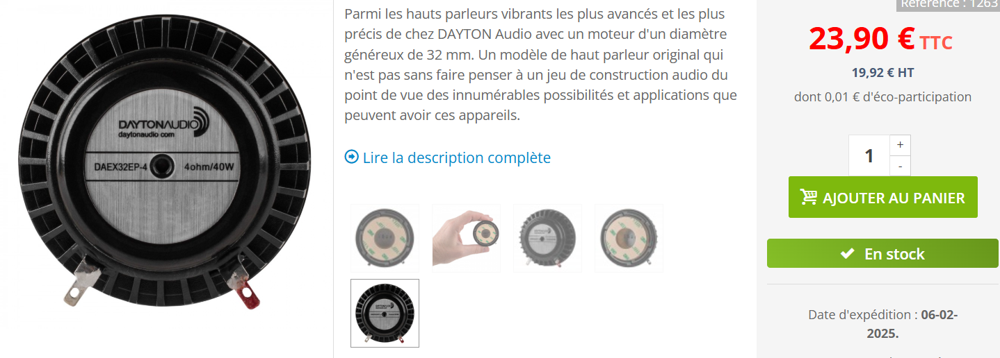 DAYTONAUDIO
daytonaudio com
DAEX32EP-4
4ohm/40W
Parmi les hauts parleurs vibrants les plus avancés et les plus
précis de chez DAYTON Audio avec un moteur d'un diamètre
généreux de 32 mm. Un modèle de haut parleur original qui
n'est pas sans faire penser à un jeu de construction audio du
point de vue des innumérables possibilités et applications que
peuvent avoir ces appareils.
Lire la description complète
Référence : 1263
23,90 € TTC
19,92 € HT
dont 0,01 € d'éco-participation
1
+
-
AJOUTER AU PANIER
En stock
Date d'expédition : 06-02-
2025.